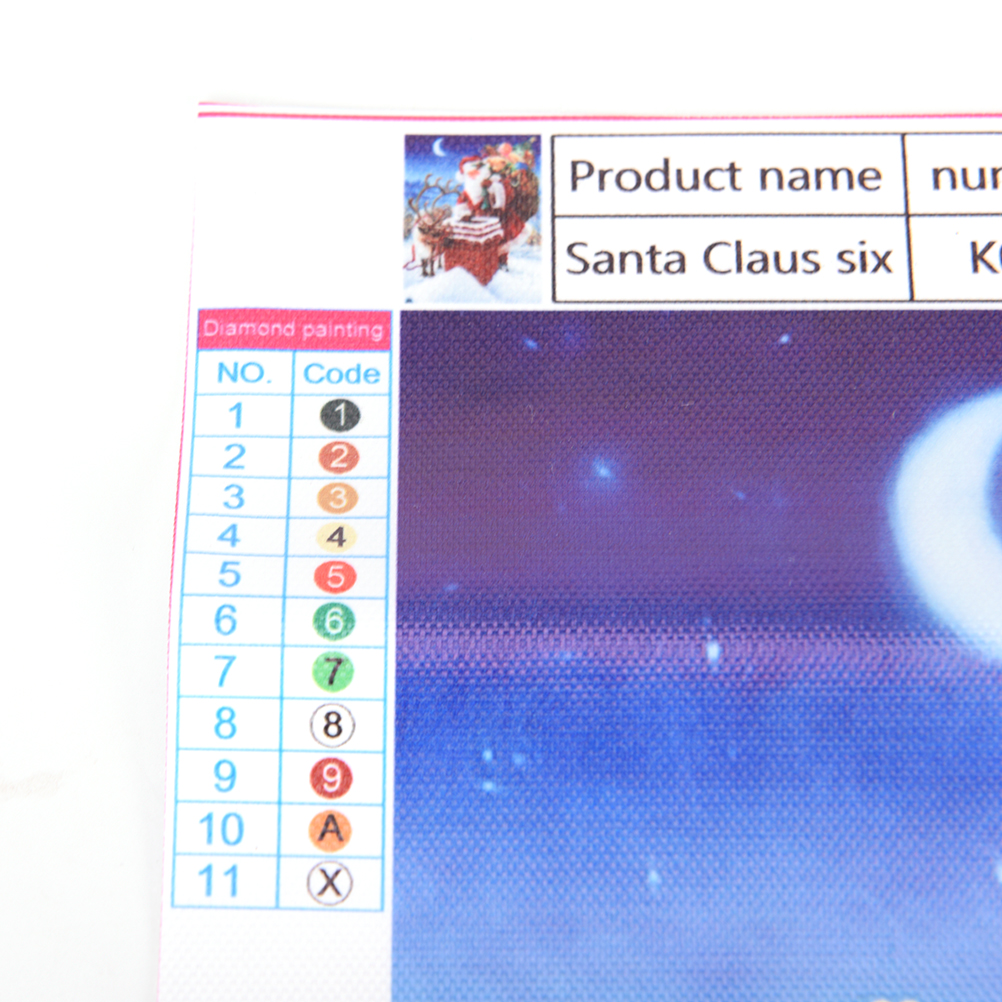 Product name
Santa Claus six
Diamond painting
NO. Code
1 1
2 2
3 3
4 4
5 5
6 6
7 7
8 8
9 9
10 A
11 X